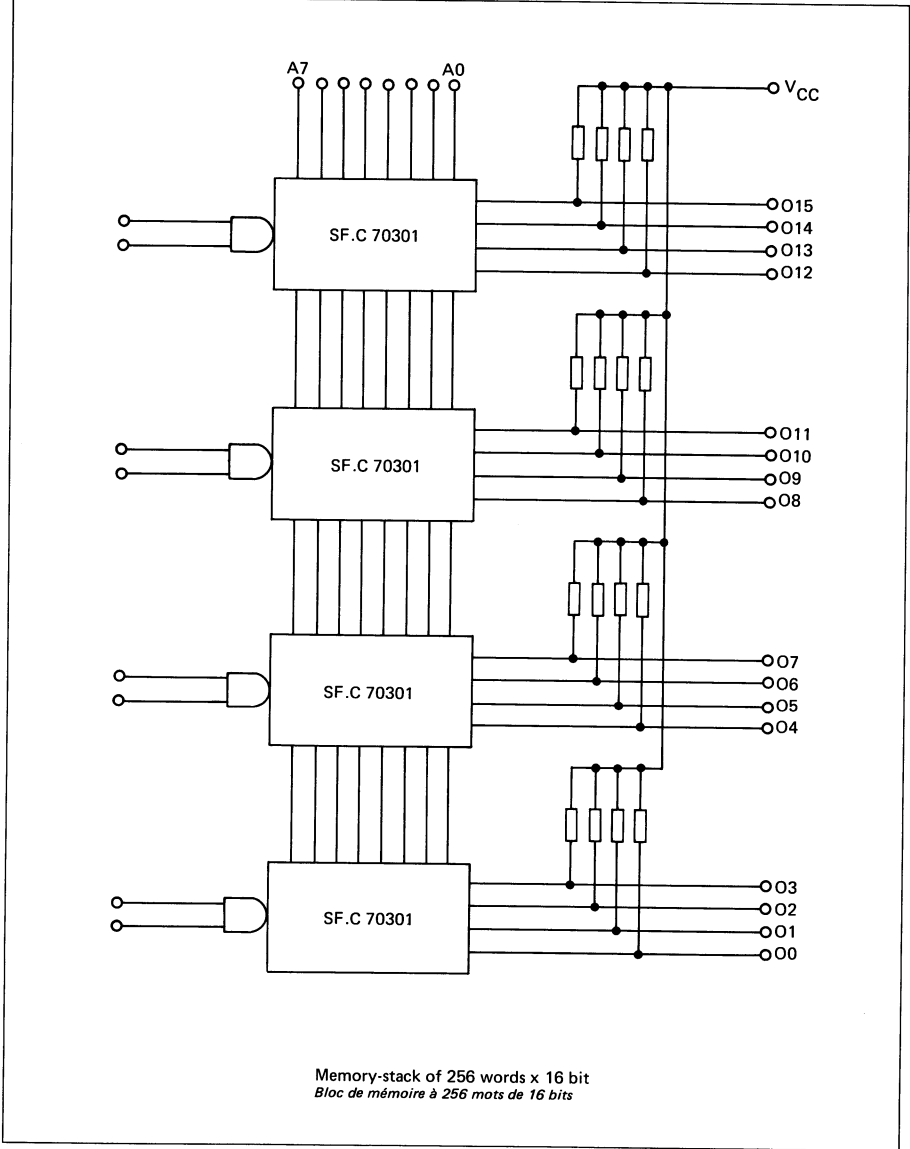 A7 A0
VCC
SF.C 70301
O15
O14
O13
O12
SF.C 70301
O11
O10
O9
O8
SF.C 70301
O7
O6
O5
O4
SF.C 70301
O3
O2
O1
O0
Memory-stack of 256 words x 16 bit
Bloc de mémoire à 256 mots de 16 bits